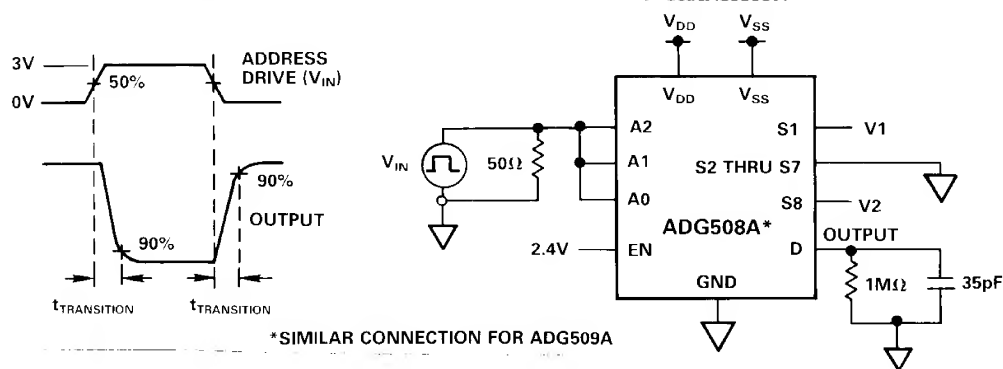 3V
0V
50%
ADDRESS
DRIVE (VIN)
90%
90%
OUTPUT
tTRANSITION
tTRANSITION
VDD
VSS
VDD
VSS
A2
A1
A0
EN
VIN
50Ω
2.4V
S1
V1
S2 THRU S7
S8
V2
ADG508A*
D
OUTPUT
GND
1MΩ
35pF
*SIMILAR CONNECTION FOR ADG509A